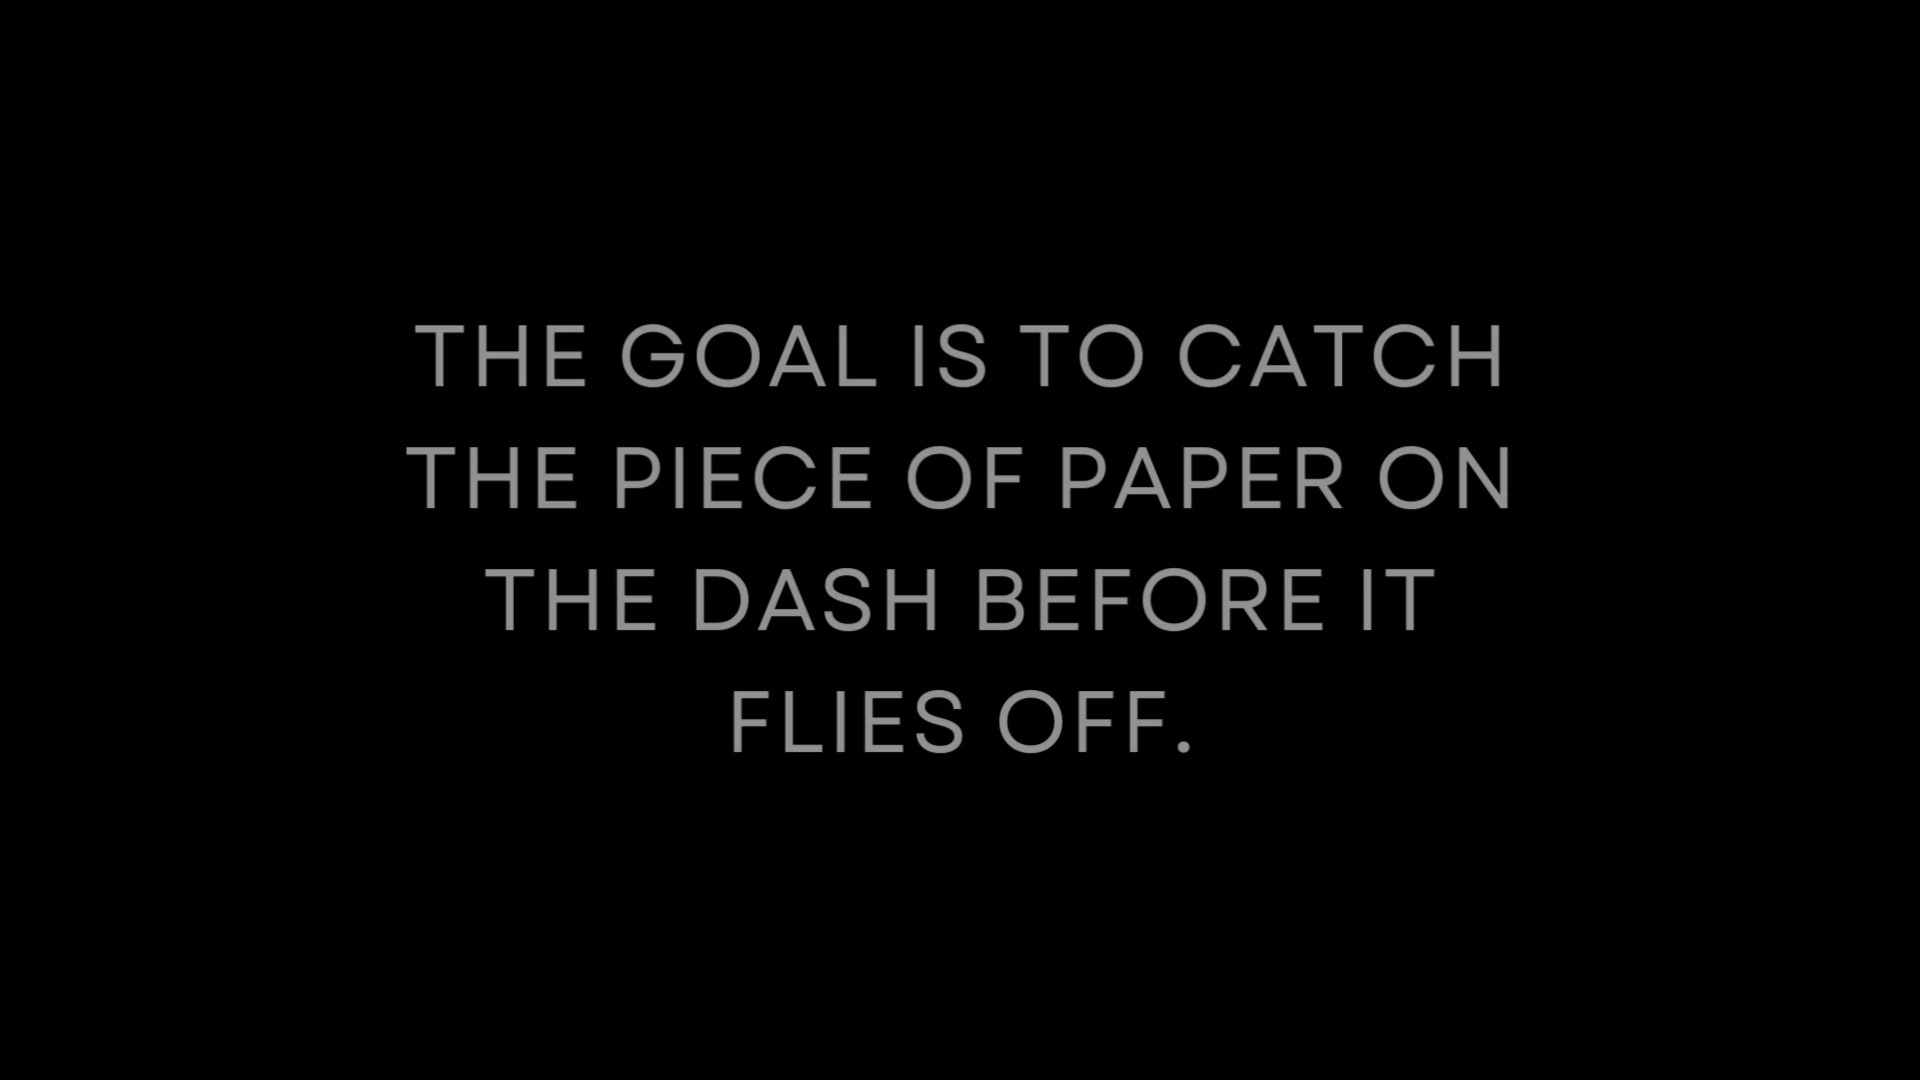 THE GOAL IS TO CATCH
THE PIECE OF PAPER ON
THE DASH BEFORE IT
FLIES OFF.